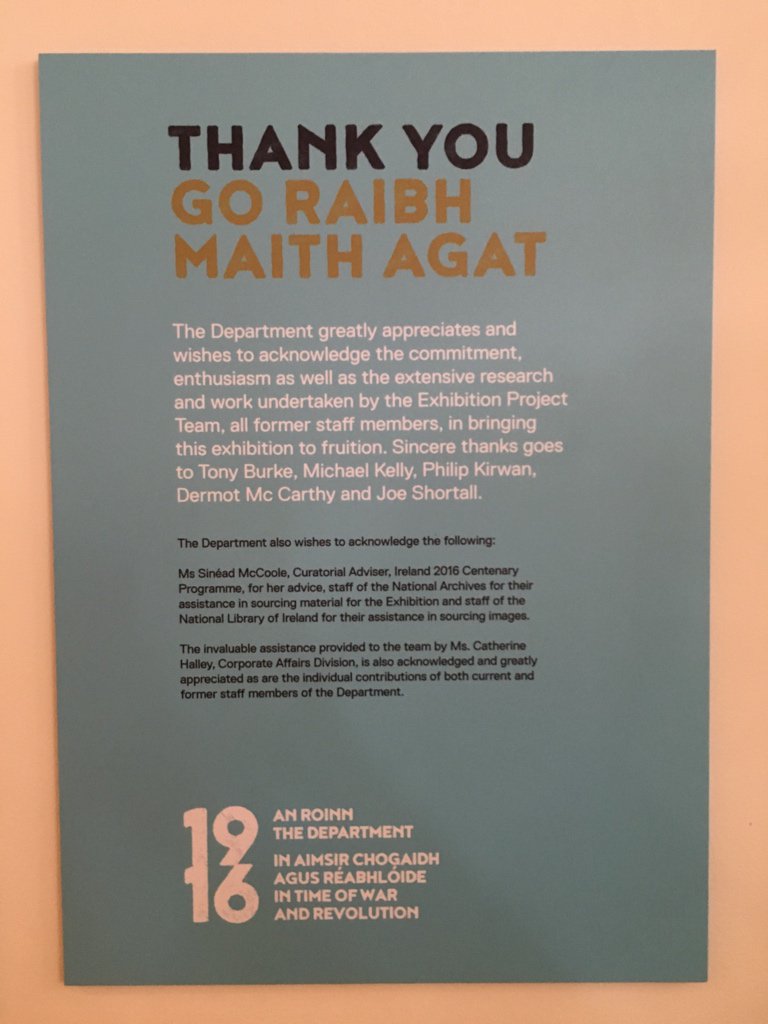 THANK YOU
GO RAIBH
MAITH AGAT
The Department greatly appreciates and
wishes to acknowledge the commitment,
enthusiasm as well as the extensive research
and work undertaken by the Exhibition Project
Team, all former staff members, in bringing
this exhibition to fruition. Sincere thanks goes
to Tony Burke, Michael Kelly, Philip Kirwan,
Dermot Mc Carthy and Joe Shortall.
The Department also wishes to acknowledge the following:
Ms Sinéad McCoole, Curatorial Adviser, Ireland 2016 Centenary
Programme, for her advice, staff of the National Archives for their
assistance in sourcing material for the Exhibition and staff of the
National Library of Ireland for their assistance in sourcing images.
The invaluable assistance provided to the team by Ms. Catherine
Halley, Corporate Affairs Division, is also acknowledged and greatly
appreciated as are the individual contributions of both current and
former staff members of the Department.
19
16
AN ROINN
THE DEPARTMENT
IN AIMSIR CHOGAIDH
AGUS RÉABHLÓIDE
IN TIME OF WAR
AND REVOLUTION